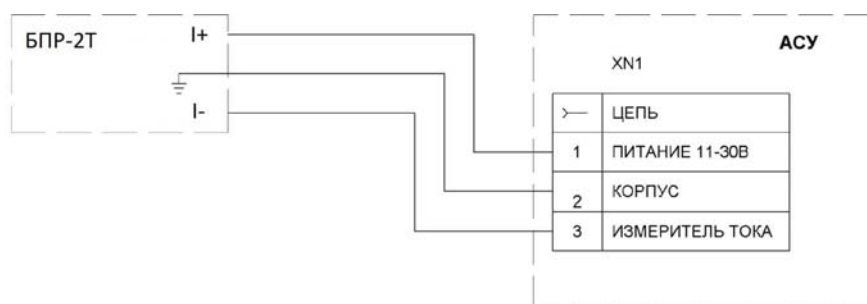 БПР-2Т
I+
I-
АСУ
XN1
ЦЕПЬ
1 ПИТАНИЕ 11-30В
2 КОРПУС
3 ИЗМЕРИТЕЛЬ ТОКА